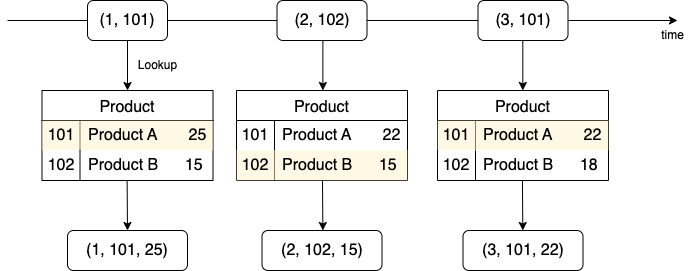 (1, 101) (2, 102) (3, 101)
time
Lookup
Product Product Product
101 Product A 25 101 Product A 22 101 Product A 22
102 Product B 15 102 Product B 15 102 Product B 18
(1, 101, 25) (2, 102, 15) (3, 101, 22)